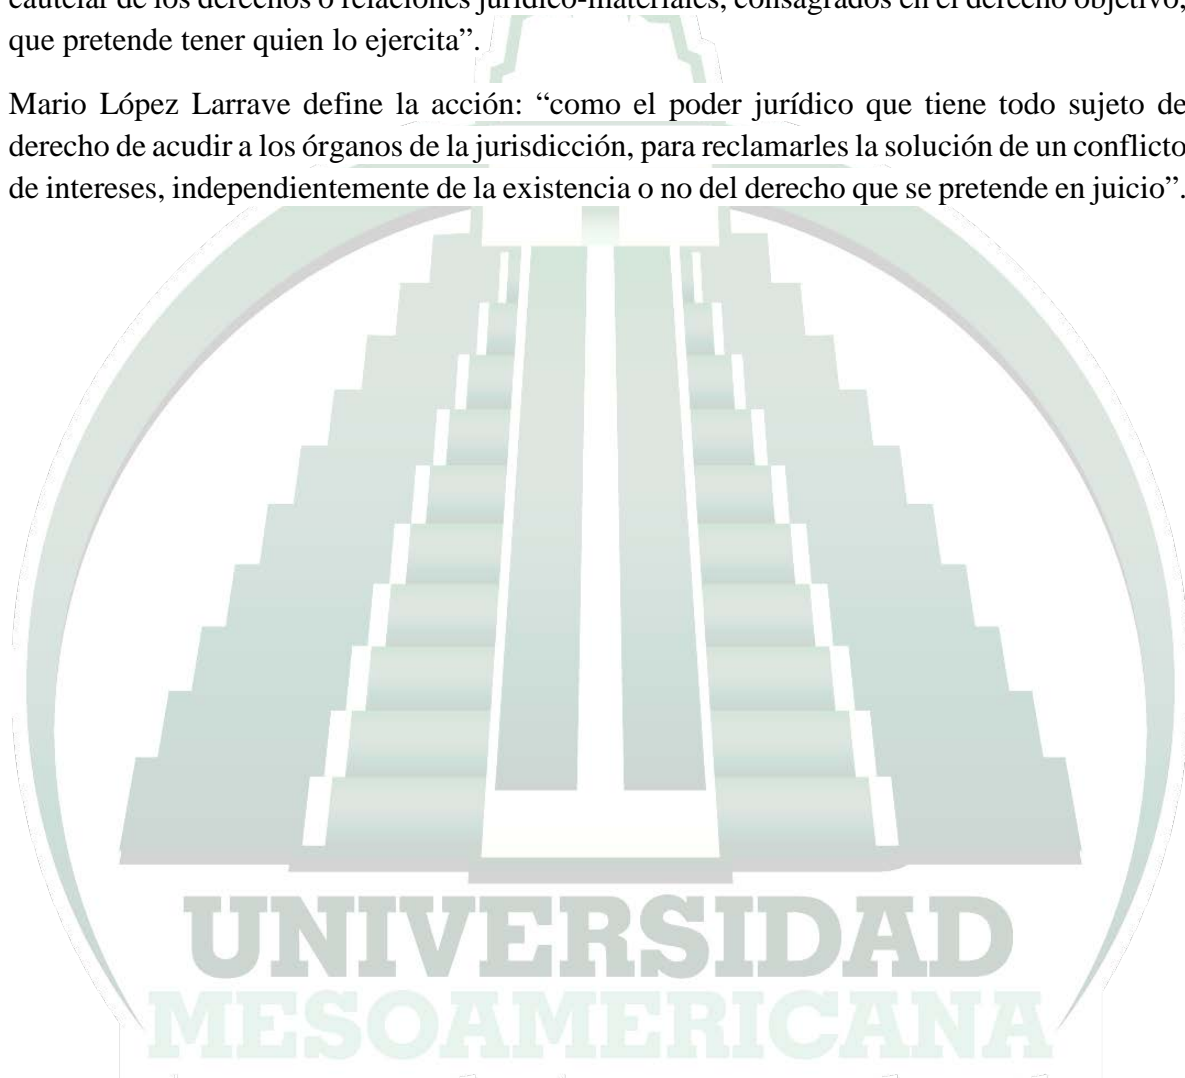 cautelar de los derechos o relaciones jurídico-materiales, consagrados en el derecho objetivo,
que pretende tener quien lo ejercita”.
Mario López Larrave define la acción: “como el poder jurídico que tiene todo sujeto de
derecho de acudir a los órganos de la jurisdicción, para reclamarles la solución de un conflicto
de intereses, independientemente de la existencia o no del derecho que se pretende en juicio”.
UNIVERSIDAD
MESOAMERICANA